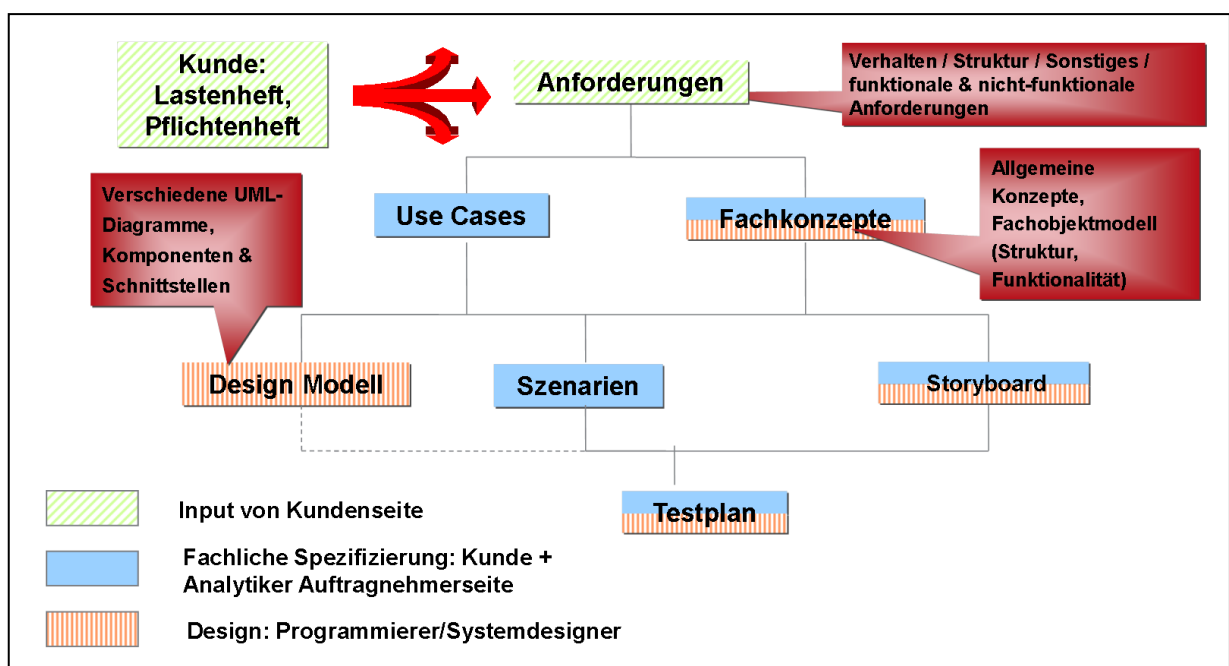 Kunde:
Lastenheft,
Pflichtenheft
Anforderungen
Verhalten / Struktur / Sonstiges /
funktionale & nicht-funktionale
Anforderungen
Verschiedene UML-
Diagramme,
Komponenten &
Schnittstellen
Use Cases
Fachkonzepte
Allgemeine
Konzepte,
Fachobjektmodell
(Struktur,
Funktionalität)
Design Modell
Szenarien
Storyboard
Testplan
Input von Kundenseite
Fachliche Spezifizierung: Kunde +
Analytiker Auftragnehmerseite
Design: Programmierer/Systemdesigner